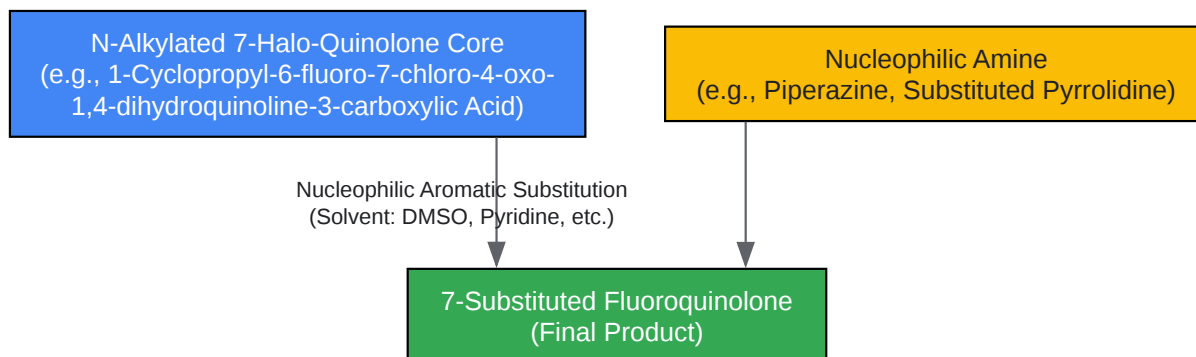 N-Alkylated 7-Halo-Quinolone Core
(e.g., 1-Cyclopropyl-6-fluoro-7-chloro-4-oxo-
1,4-dihydroquinoline-3-carboxylic Acid)
Nucleophilic Amine
(e.g., Piperazine, Substituted Pyrrolidine)
Nucleophilic Aromatic Substitution
(Solvent: DMSO, Pyridine, etc.)
7-Substituted Fluoroquinolone
(Final Product)